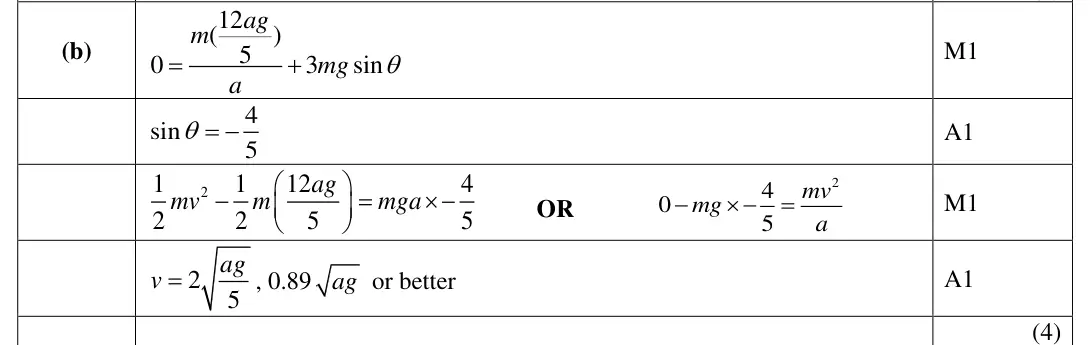 (b) 0 = m(12ag/5)/a + 3mg sin θ M1
sin θ = −4/5 A1
1/2 mv² − 1/2 m(12ag/5) = mga × −4/5 OR 0 − mg × −4/5 = mv²/a M1
v = 2√(ag/5) , 0.89 √ag or better A1
(4)